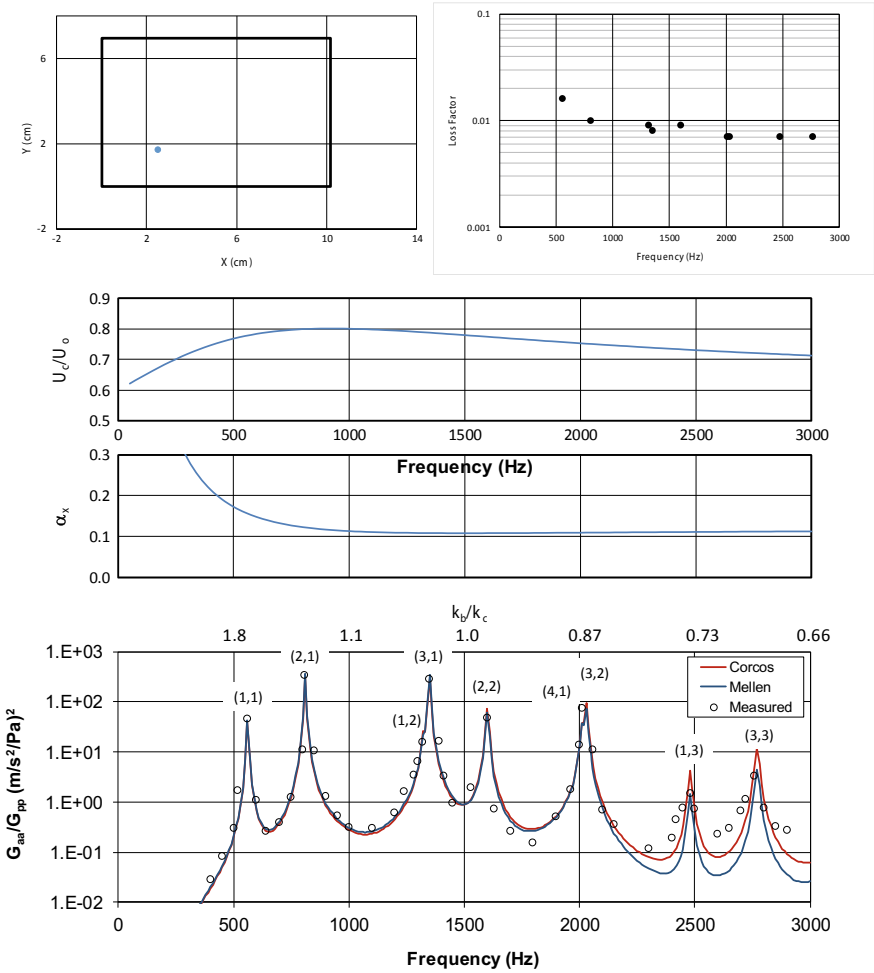 6
2
-2
-2
2
6
10
14
Y (cm)
X (cm)
0.1
0.01
0.001
0
500
1000
1500
2000
2500
3000
Loss Factor
Frequency (Hz)
0.9
0.8
0.7
0.6
0.5
0
500
1000
1500
2000
2500
3000
U_c/U_o
Frequency (Hz)
0.3
0.2
0.1
0.0
α_x
k_b/k_c
1.8
1.1
1.0
0.87
0.73
0.66
1.E+03
1.E+02
1.E+01
1.E+00
1.E-01
1.E-02
G_aa/G_pp (m/s²/Pa)²
(1,1)
(2,1)
(3,1)
(1,2)
(2,2)
(4,1)
(3,2)
(1,3)
(3,3)
Corcos
Mellen
Measured
0
500
1000
1500
2000
2500
3000
Frequency (Hz)